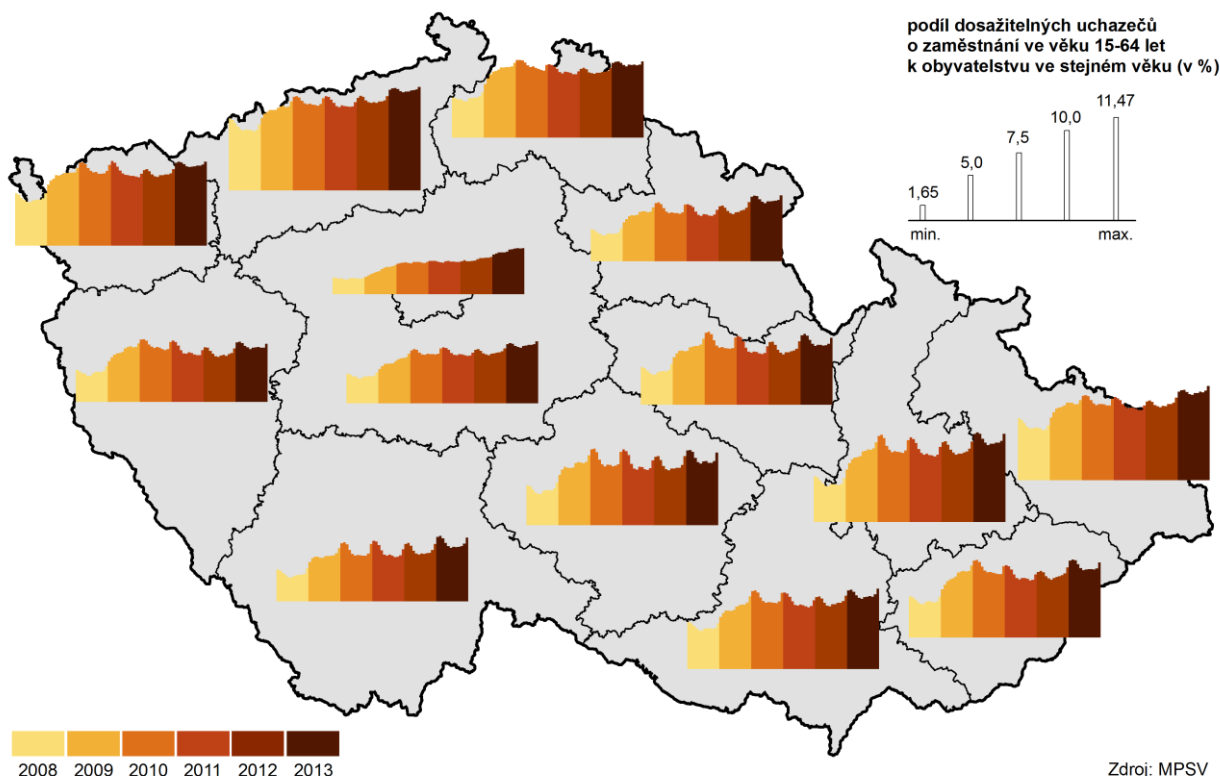 podíl dosažitelných uchazečů
o zaměstnání ve věku 15-64 let
k obyvatelstvu ve stejném věku (v %)
11,47
10,0
7,5
5,0
1,65
min.
max.
2008 2009 2010 2011 2012 2013
Zdroj: MPSV